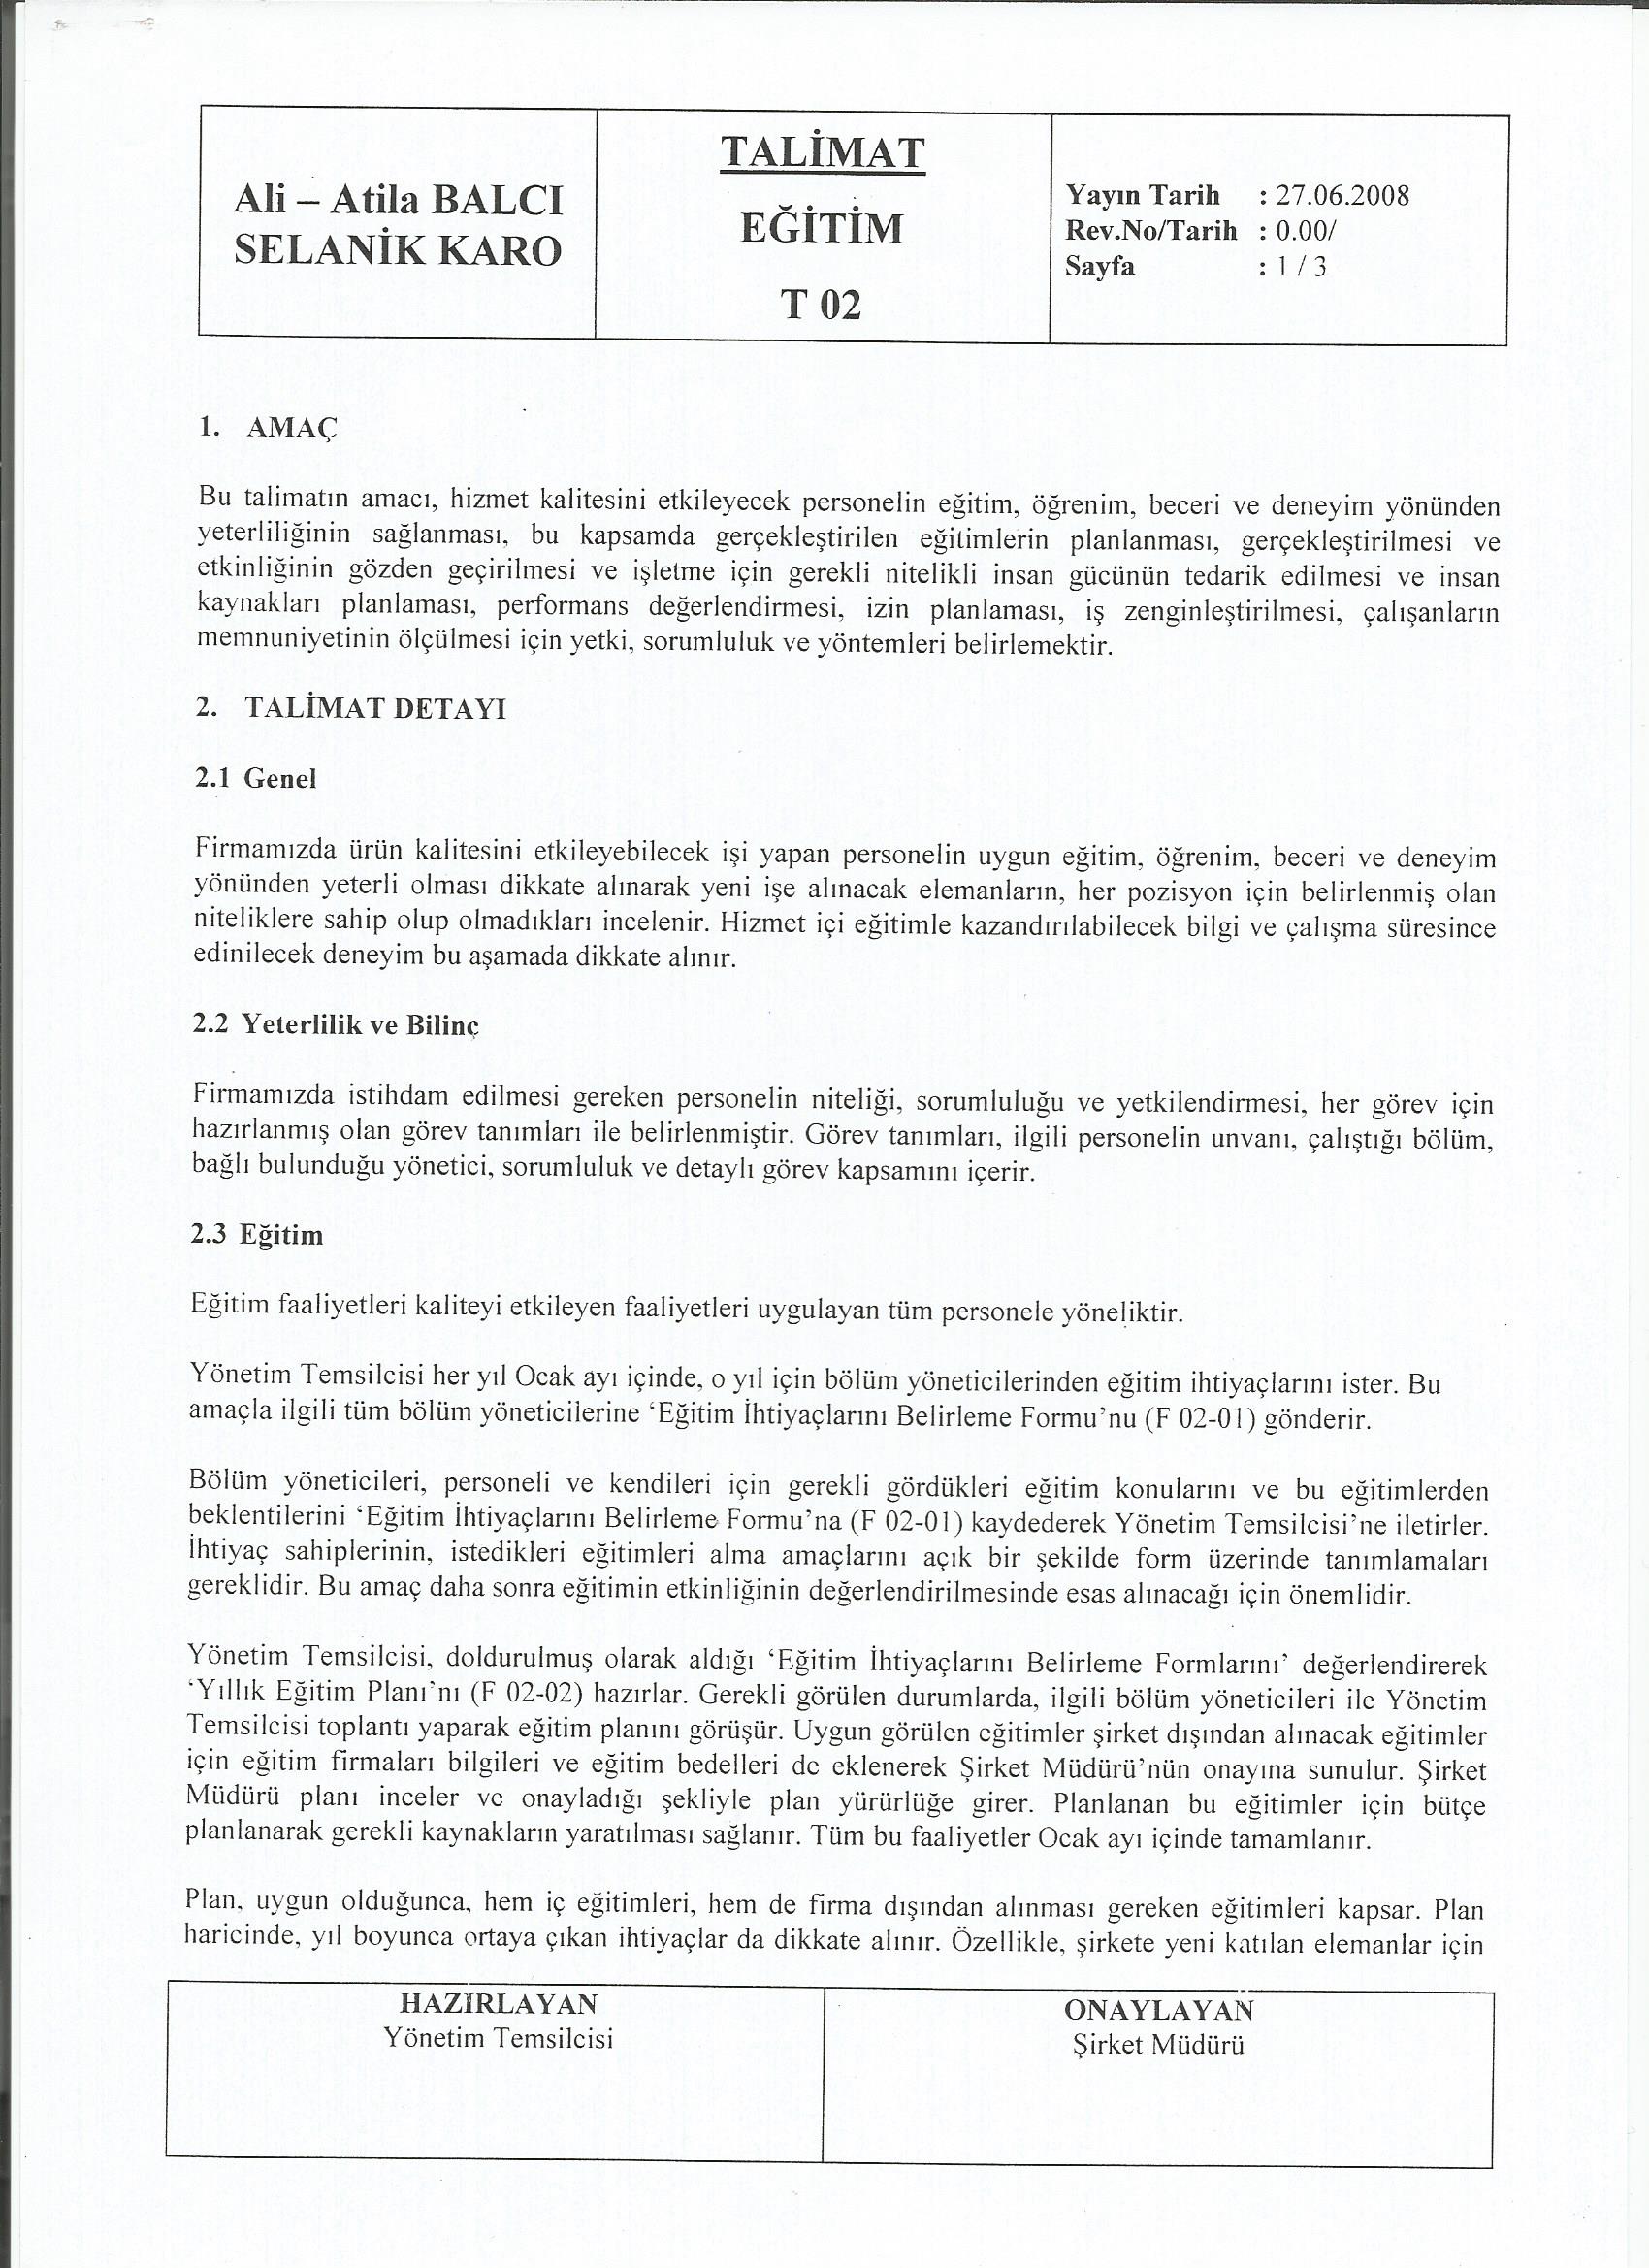 Ali – Atila BALCI
SELANİK KARO
TALİMAT
EĞİTİM
T 02
Yayın Tarih : 27.06.2008
Rev.No/Tarih : 0.00/
Sayfa : 1 / 3
1. AMAÇ
Bu talimatın amacı, hizmet kalitesini etkileyecek personelin eğitim, öğrenim, beceri ve deneyim yönünden
yeterliliğinin sağlanması, bu kapsamda gerçekleştirilen eğitimlerin planlanması, gerçekleştirilmesi ve
etkinliğinin gözden geçirilmesi ve işletme için gerekli nitelikli insan gücünün tedarik edilmesi ve insan
kaynakları planlaması, performans değerlendirmesi, izin planlaması, iş zenginleştirilmesi, çalışanların
memnuniyetinin ölçülmesi için yetki, sorumluluk ve yöntemleri belirlemektir.
2. TALİMAT DETAYI
2.1 Genel
Firmamızda ürün kalitesini etkileyebilecek işi yapan personelin uygun eğitim, öğrenim, beceri ve deneyim
yönünden yeterli olması dikkate alınarak yeni işe alınacak elemanların, her pozisyon için belirlenmiş olan
niteliklere sahip olup olmadıkları incelenir. Hizmet içi eğitimle kazandırılabilecek bilgi ve çalışma süresince
edinilecek deneyim bu aşamada dikkate alınır.
2.2 Yeterlilik ve Bilinç
Firmamızda istihdam edilmesi gereken personelin niteliği, sorumluluğu ve yetkilendirmesi, her görev için
hazırlanmış olan görev tanımları ile belirlenmiştir. Görev tanımları, ilgili personelin unvanı, çalıştığı bölüm,
bağlı bulunduğu yönetici, sorumluluk ve detaylı görev kapsamını içerir.
2.3 Eğitim
Eğitim faaliyetleri kaliteyi etkileyen faaliyetleri uygulayan tüm personele yöneliktir.
Yönetim Temsilcisi her yıl Ocak ayı içinde, o yıl için bölüm yöneticilerinden eğitim ihtiyaçlarını ister. Bu
amaçla ilgili tüm bölüm yöneticilerine ‘Eğitim İhtiyaçlarını Belirleme Formu’nu (F 02-01) gönderir.
Bölüm yöneticileri, personeli ve kendileri için gerekli gördükleri eğitim konularını ve bu eğitimlerden
beklentilerini ‘Eğitim İhtiyaçlarını Belirleme Formu’na (F 02-01) kaydederek Yönetim Temsilcisi’ne iletirler.
İhtiyaç sahiplerinin, istedikleri eğitimleri alma amaçlarını açık bir şekilde form üzerinde tanımlamaları
gereklidir. Bu amaç daha sonra eğitimin etkinliğinin değerlendirilmesinde esas alınacağı için önemlidir.
Yönetim Temsilcisi, doldurulmuş olarak aldığı ‘Eğitim İhtiyaçlarını Belirleme Formlarını’ değerlendirerek
‘Yıllık Eğitim Planı’nı (F 02-02) hazırlar. Gerekli görülen durumlarda, ilgili bölüm yöneticileri ile Yönetim
Temsilcisi toplantı yaparak eğitim planını görüşür. Uygun görülen eğitimler şirket dışından alınacak eğitimler
için eğitim firmaları bilgileri ve eğitim bedelleri de eklenerek Şirket Müdürü’nün onayına sunulur. Şirket
Müdürü planı inceler ve onayladığı şekliyle plan yürürlüğe girer. Planlanan bu eğitimler için bütçe
planlanarak gerekli kaynakların yaratılması sağlanır. Tüm bu faaliyetler Ocak ayı içinde tamamlanır.
Plan, uygun olduğunca, hem iç eğitimleri, hem de firma dışından alınması gereken eğitimleri kapsar. Plan
haricinde, yıl boyunca ortaya çıkan ihtiyaçlar da dikkate alınır. Özellikle, şirkete yeni katılan elemanlar için
HAZIRLAYAN
Yönetim Temsilcisi
ONAYLAYAN
Şirket Müdürü